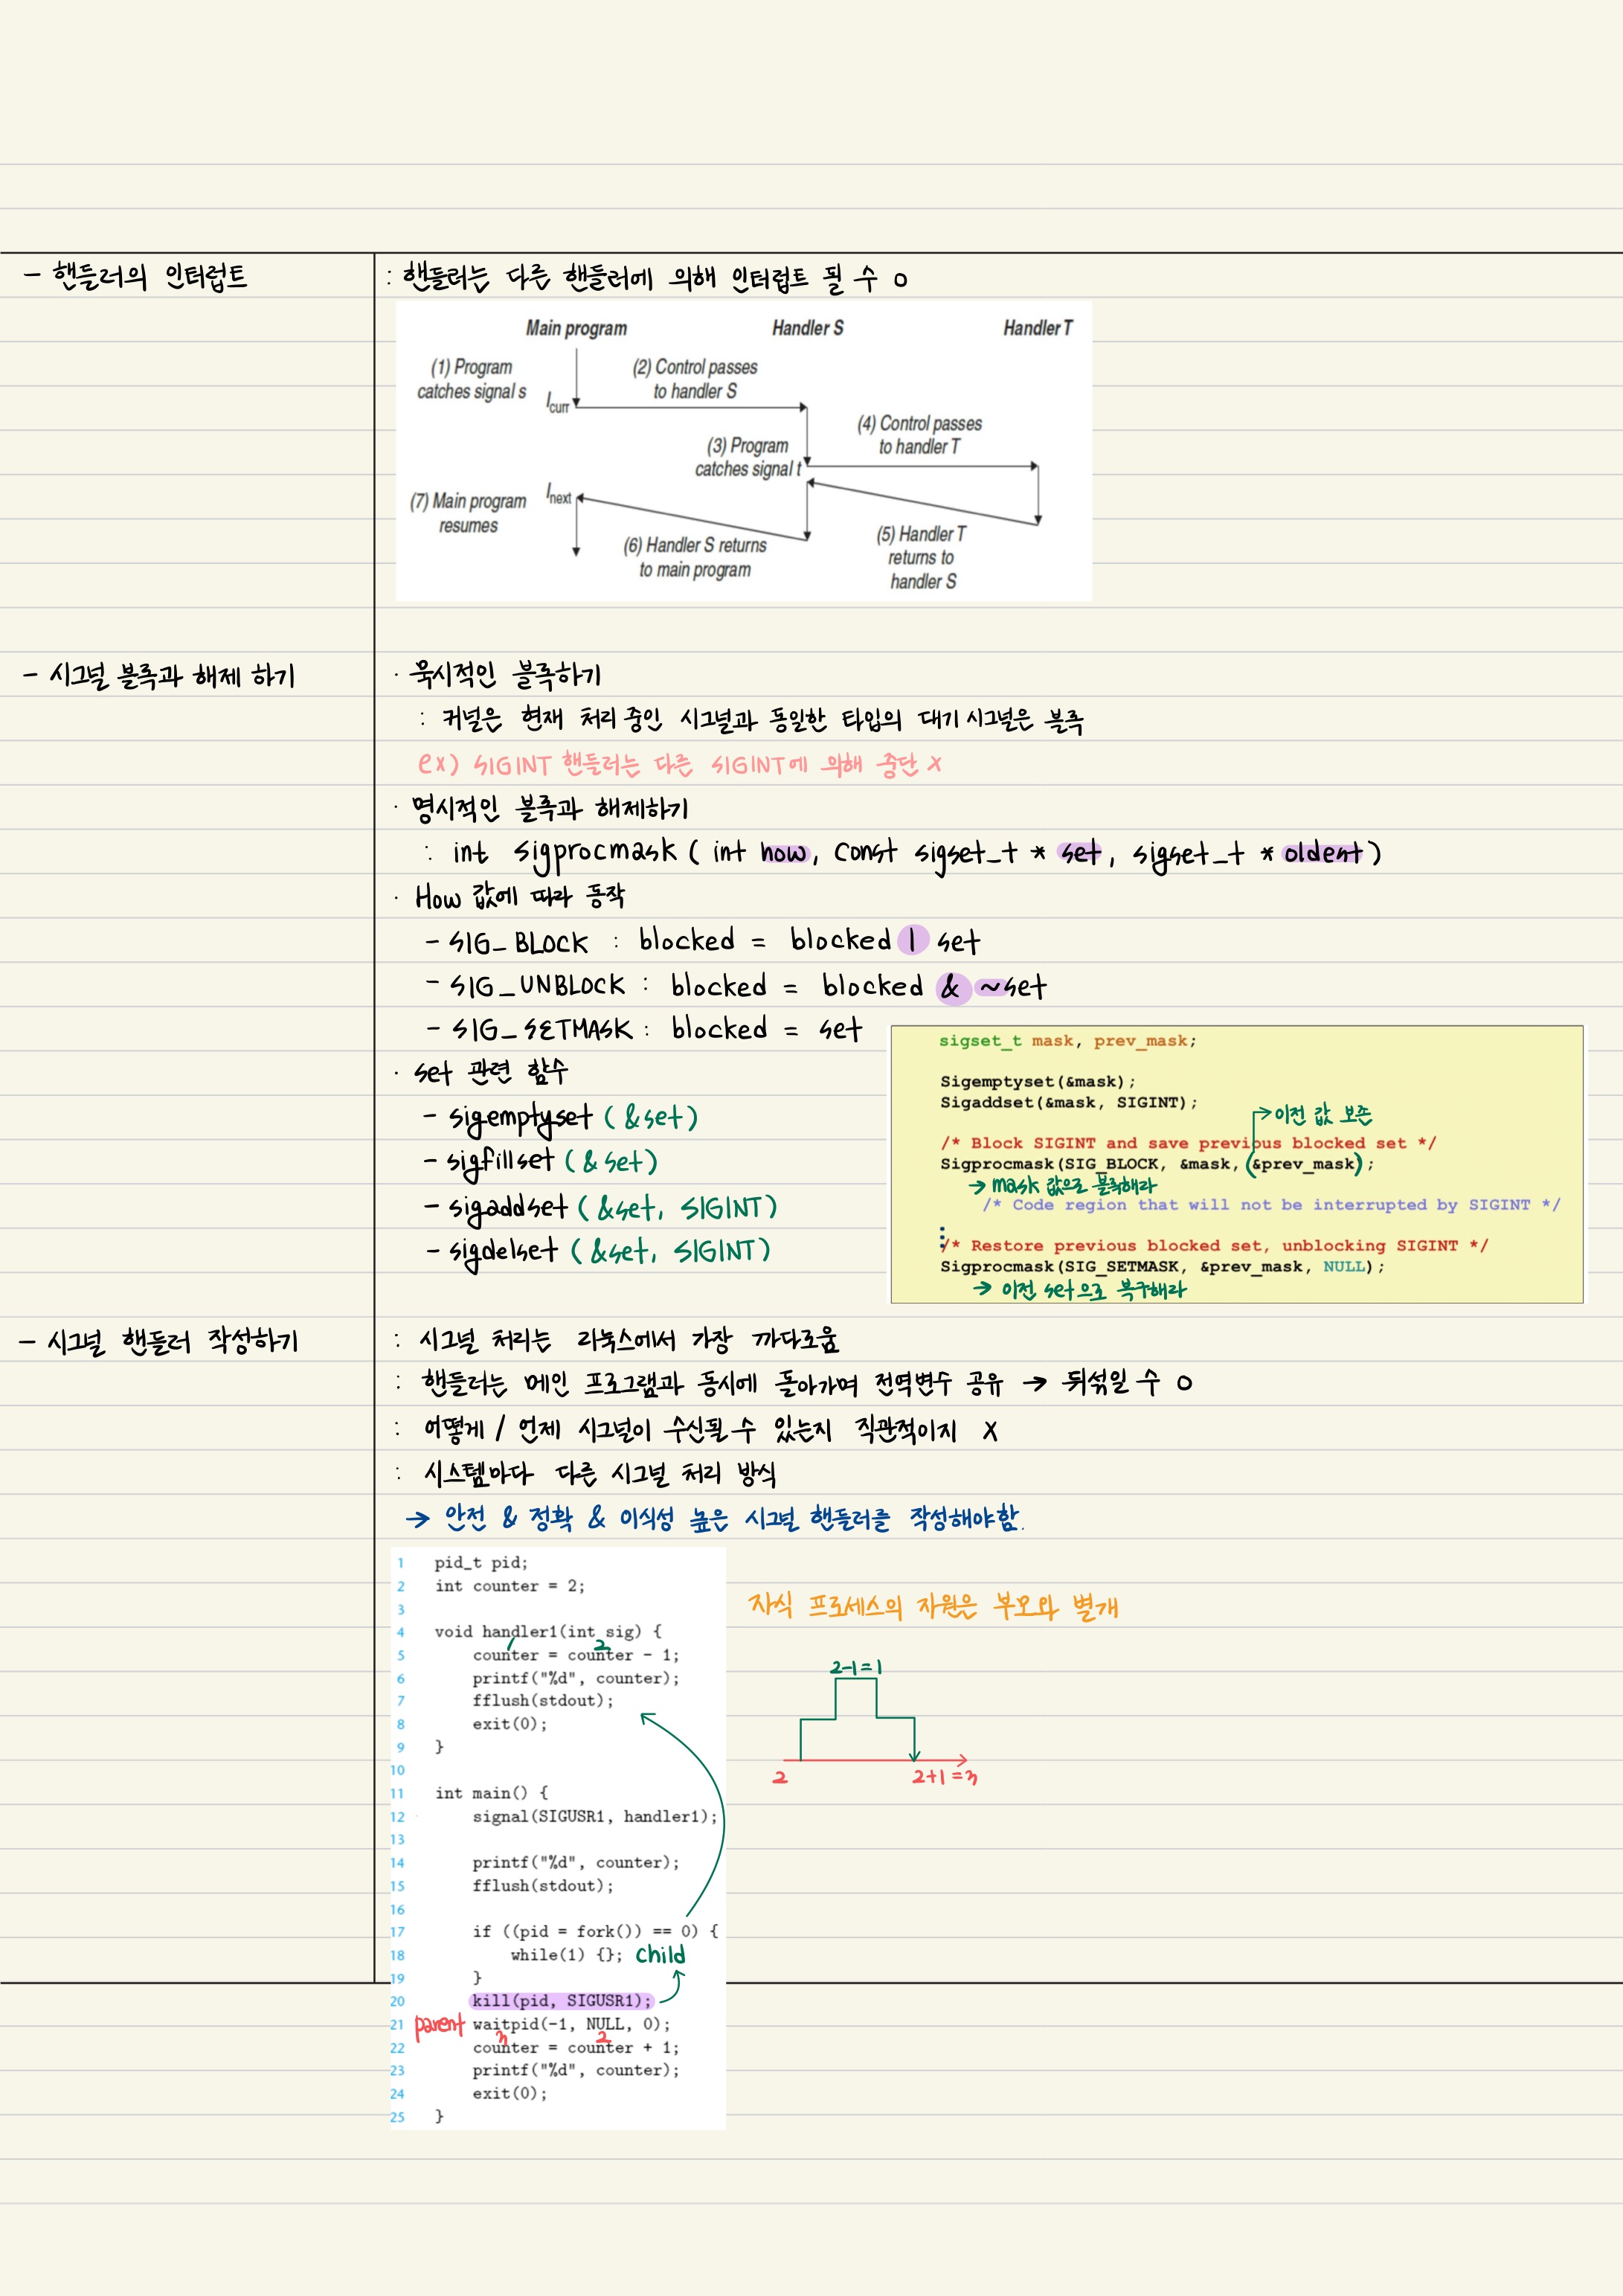 - 핸들러의 인터럽트
: 핸들러는 다른 핸들러에 의해 인터럽트 될 수 O
Main program Handler S Handler T
(1) Program
catches signal s
Icurr
(2) Control passes
to handler S
(3) Program
catches signal t
(4) Control passes
to handler T
(7) Main program
resumes
Inext
(6) Handler S returns
to main program
(5) Handler T
returns to
handler S
- 시그널 블록과 해제 하기
· 묵시적인 블록하기
: 커널은 현재 처리 중인 시그널과 동일한 타입의 대기 시그널은 블록
ex) SIGINT 핸들러는 다른 SIGINT에 의해 중단 X
· 명시적인 블록과 해제하기
: int sigprocmask ( int how, const sigset_t * set, sigset_t * oldest )
· How 값에 따라 동작
- SIG_BLOCK : blocked = blocked | set
- SIG_UNBLOCK : blocked = blocked & ~set
- SIG_SETMASK : blocked = set
· set 관련 함수
- sigemptyset ( &set )
- sigfillset ( & set )
- sigaddset ( &set, SIGINT )
- sigdelset ( &set, SIGINT )
sigset_t mask, prev_mask;
Sigemptyset(&mask);
Sigaddset(&mask, SIGINT);
→ 이전 값 보존
/* Block SIGINT and save previous blocked set */
Sigprocmask(SIG_BLOCK, &mask, (&prev_mask);
→ mask 값으로 블록해라
/* Code region that will not be interrupted by SIGINT */
⋮
/* Restore previous blocked set, unblocking SIGINT */
Sigprocmask(SIG_SETMASK, &prev_mask, NULL);
→ 이전 set으로 복구해라
- 시그널 핸들러 작성하기
: 시그널 처리는 리눅스에서 가장 까다로움
: 핸들러는 메인 프로그램과 동시에 돌아가며 전역변수 공유 → 뒤섞일 수 O
: 어떻게 / 언제 시그널이 수신될 수 있는지 직관적이지 X
: 시스템마다 다른 시그널 처리 방식
→ 안전 & 정확 & 이식성 높은 시그널 핸들러를 작성해야함.
1 pid_t pid;
2 int counter = 2;
3
4 void handler1(int sig) {
1 2
5 counter = counter - 1;
6 printf("%d", counter);
7 fflush(stdout);
8 exit(0);
9 }
10
11 int main() {
12 signal(SIGUSR1, handler1);
13
14 printf("%d", counter);
15 fflush(stdout);
16
17 if ((pid = fork()) == 0) {
18 while(1) {}; child
19 }
20 kill(pid, SIGUSR1);
21 parent waitpid(-1, NULL, 0);
3 2
22 counter = counter + 1;
23 printf("%d", counter);
24 exit(0);
25 }
자식 프로세스의 자원은 부모와 별개
2-1=1
2
2+1=3